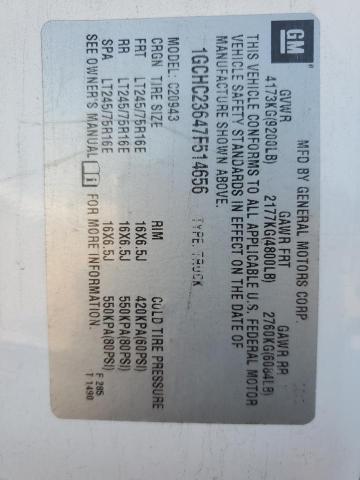 GM
MFD BY GENERAL MOTORS CORP
GVWR GAWR FRT GAWR RR
4173KG(9200LB) 2177KG(4800LB) 2760KG(6084LB)
THIS VEHICLE CONFORMS TO ALL APPLICABLE U.S. FEDERAL MOTOR
VEHICLE SAFETY STANDARDS IN EFFECT ON THE DATE OF
MANUFACTURE SHOWN ABOVE.
1GCHC23647F514656 TYPE: TRUCK
MODEL: C20943
CRGN TIRE SIZE RIM COLD TIRE PRESSURE
FRT LT245/75R16E 16X6.5J 420KPA(60PSI)
RR LT245/75R16E 16X6.5J 550KPA(80PSI)
SPA LT245/75R16E 16X6.5J 550KPA(80PSI)
SEE OWNER'S MANUAL i FOR MORE INFORMATION.
F 285
T 1490